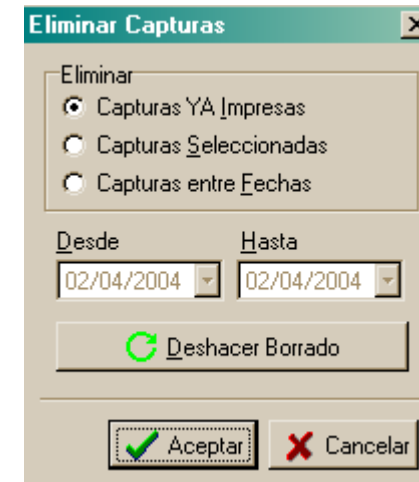 Eliminar Capturas
Eliminar
Capturas YA Impresas
Capturas Seleccionadas
Capturas entre Fechas
Desde Hasta
02/04/2004 02/04/2004
Deshacer Borrado
Aceptar Cancelar